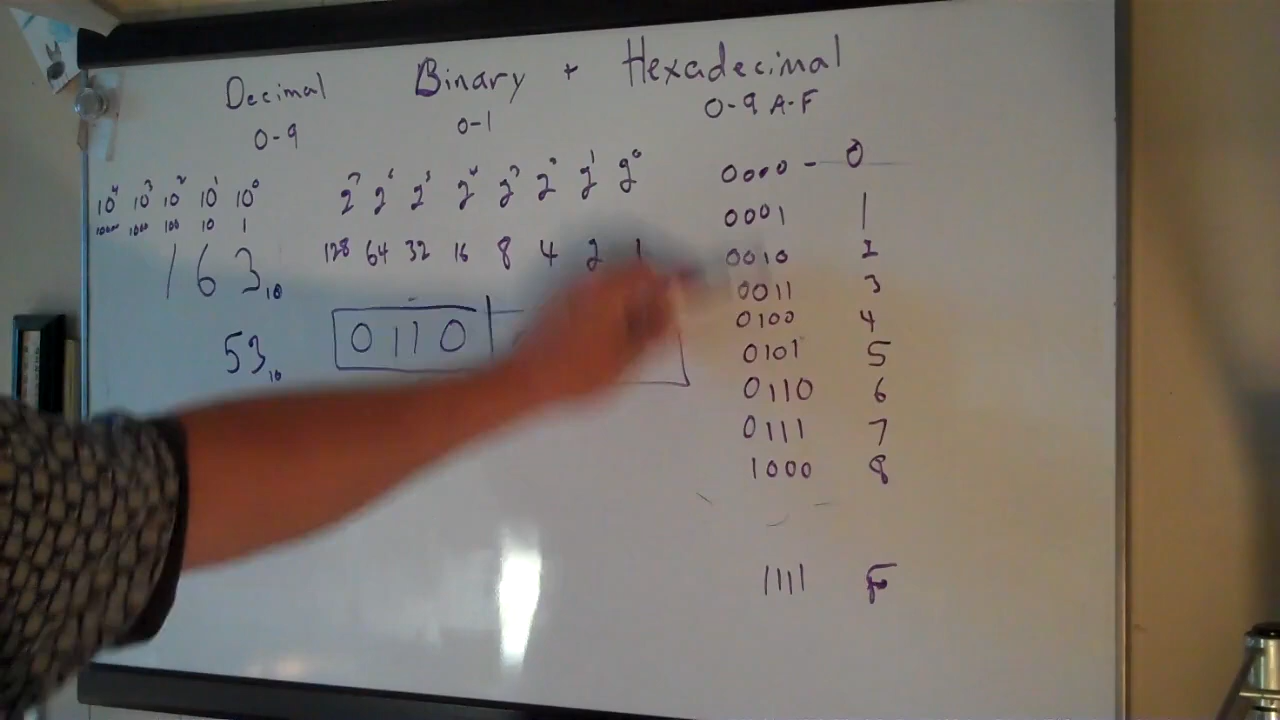 Decimal Binary + Hexadecimal
0-9 0-1 0-9 A-F
10⁴ 10³ 10² 10¹ 10⁰ 2⁷ 2⁶ 2⁵ 2⁴ 2³ 2² 2¹ 2⁰ 0000 - 0
1000 100 10 1 0001 1
163₁₀ 128 64 32 16 8 4 2 1 0010 2
0011 3
53₁₀ 0110 0100 4
0101 5
0110 6
0111 7
1000 8
1111 F